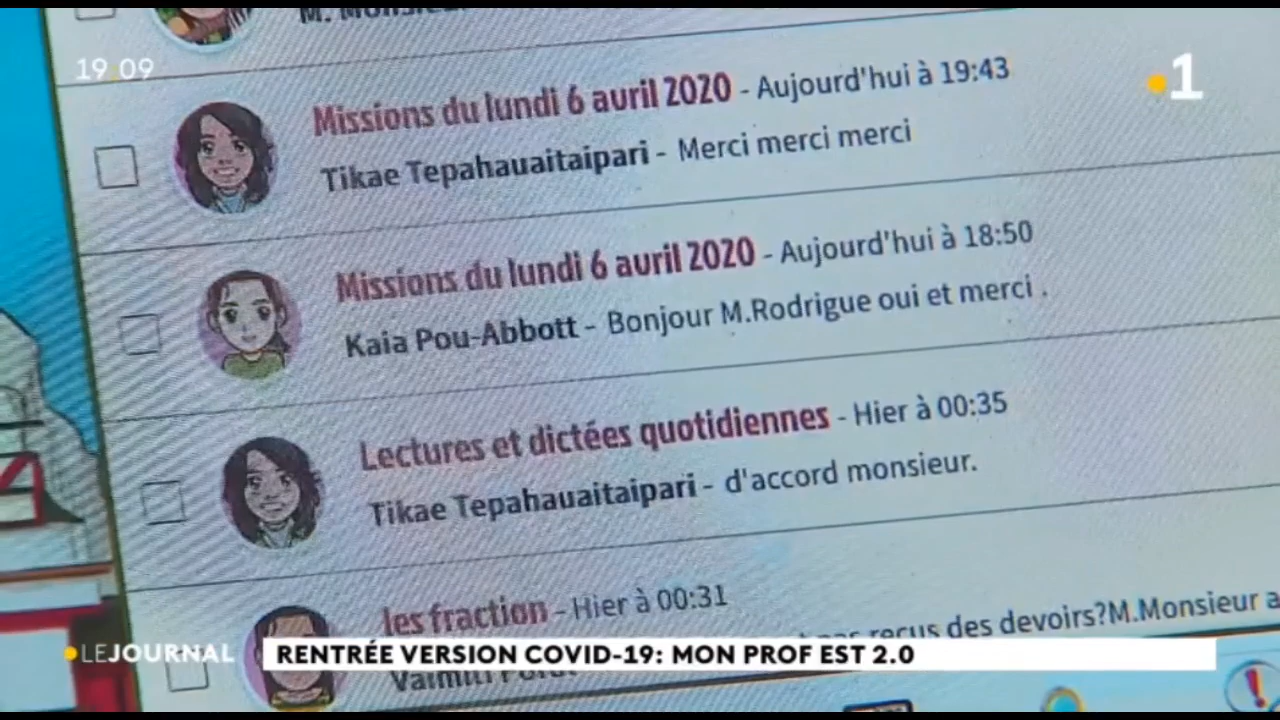 19 09
1
Missions du lundi 6 avril 2020 - Aujourd'hui à 19:43
Tikae Tepahauaitaipari - Merci merci merci
Missions du lundi 6 avril 2020 - Aujourd'hui à 18:50
Kaia Pou-Abbott - Bonjour M.Rodrigue oui et merci .
Lectures et dictées quotidiennes - Hier à 00:35
Tikae Tepahauaitaipari - d'accord monsieur.
les fraction - Hier à 00:31
reçus des devoirs?M.Monsieur a
LEJOURNAL
RENTRÉE VERSION COVID-19: MON PROF EST 2.0